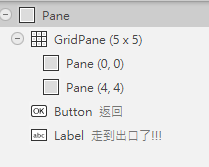 Pane
GridPane (5 x 5)
Pane (0, 0)
Pane (4, 4)
OK Button 返回
abc Label 走到出口了!!!